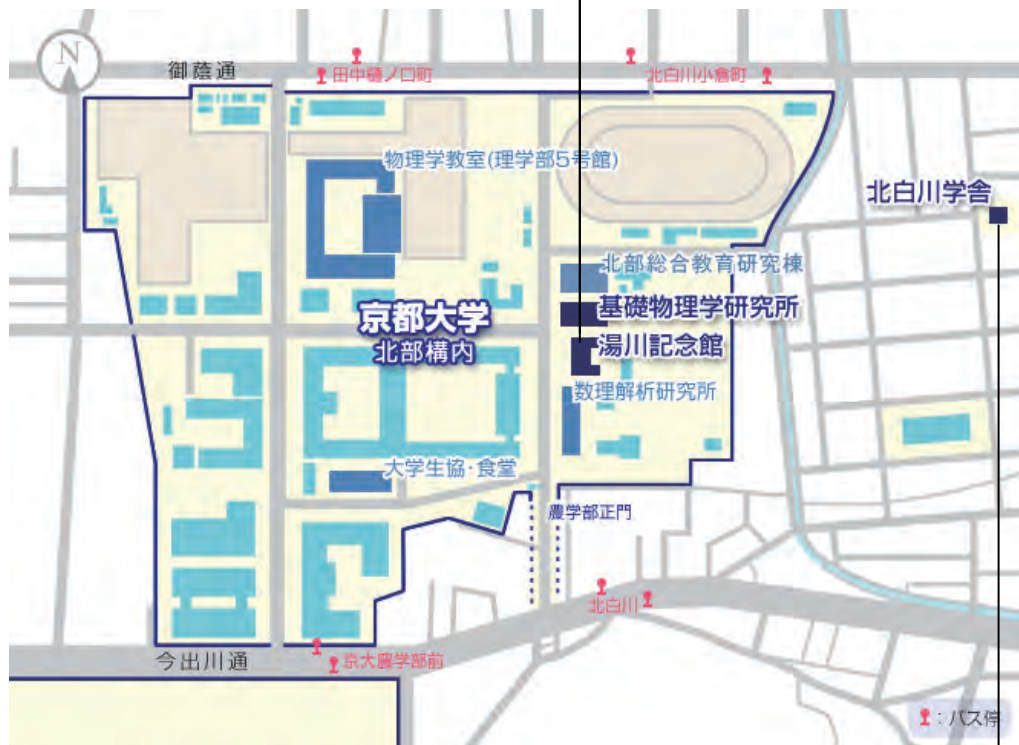 N
御蔭通
田中樋ノ口町
北白川小倉町
物理学教室(理学部5号館)
北白川学舎
北部総合教育研究棟
基礎物理学研究所
京都大学
北部構内
湯川記念館
数理解析研究所
大学生協・食堂
農学部正門
北白川
今出川通
京大農学部前
:バス停